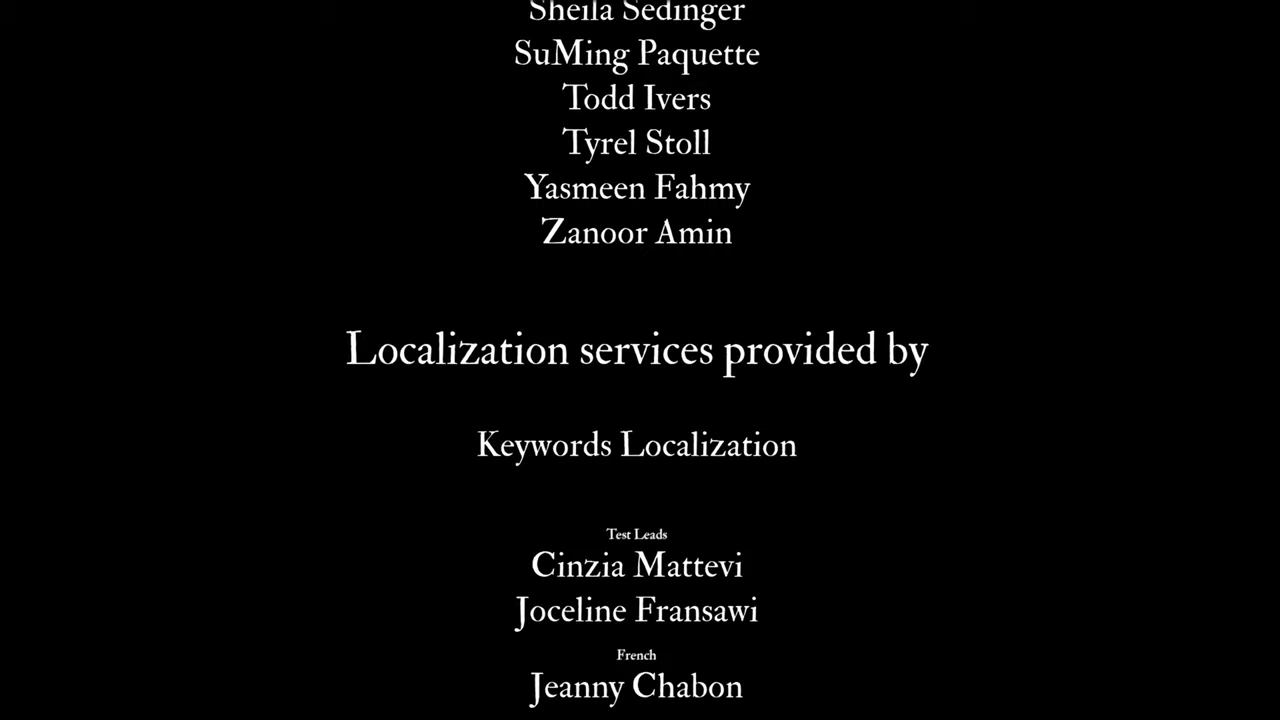 Sheila Sedinger
SuMing Paquette
Todd Ivers
Tyrel Stoll
Yasmeen Fahmy
Zanoor Amin
Localization services provided by
Keywords Localization
Test Leads
Cinzia Mattevi
Joceline Fransawi
French
Jeanny Chabon